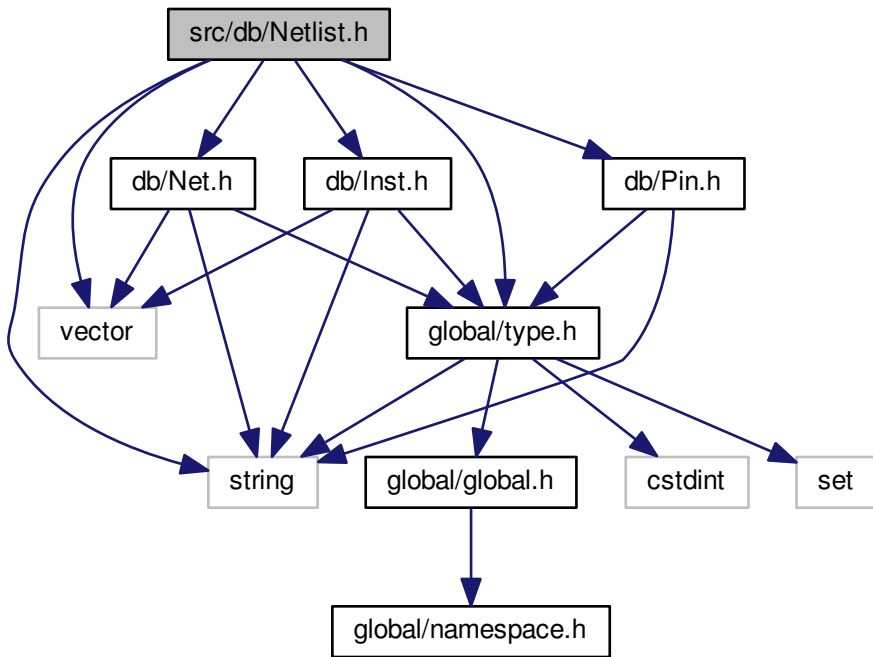 src/db/Netlist.h
db/Net.h
db/Inst.h
db/Pin.h
vector
global/type.h
string
global/global.h
cstdint
set
global/namespace.h